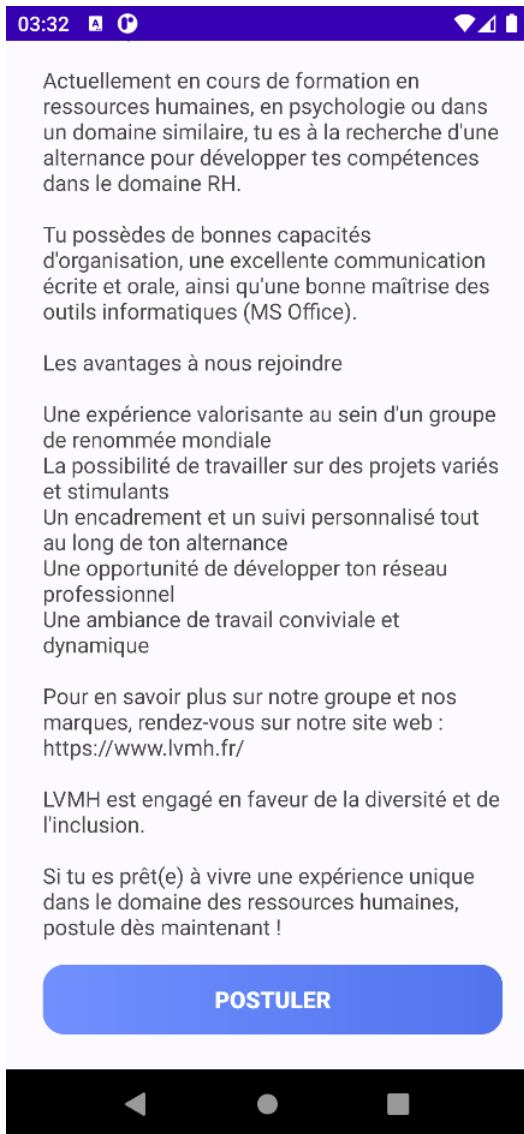 03:32
Actuellement en cours de formation en
ressources humaines, en psychologie ou dans
un domaine similaire, tu es à la recherche d'une
alternance pour développer tes compétences
dans le domaine RH.
Tu possèdes de bonnes capacités
d'organisation, une excellente communication
écrite et orale, ainsi qu'une bonne maîtrise des
outils informatiques (MS Office).
Les avantages à nous rejoindre
Une expérience valorisante au sein d'un groupe
de renommée mondiale
La possibilité de travailler sur des projets variés
et stimulants
Un encadrement et un suivi personnalisé tout
au long de ton alternance
Une opportunité de développer ton réseau
professionnel
Une ambiance de travail conviviale et
dynamique
Pour en savoir plus sur notre groupe et nos
marques, rendez-vous sur notre site web :
https://www.lvmh.fr/
LVMH est engagé en faveur de la diversité et de
l'inclusion.
Si tu es prêt(e) à vivre une expérience unique
dans le domaine des ressources humaines,
postule dès maintenant !
POSTULER